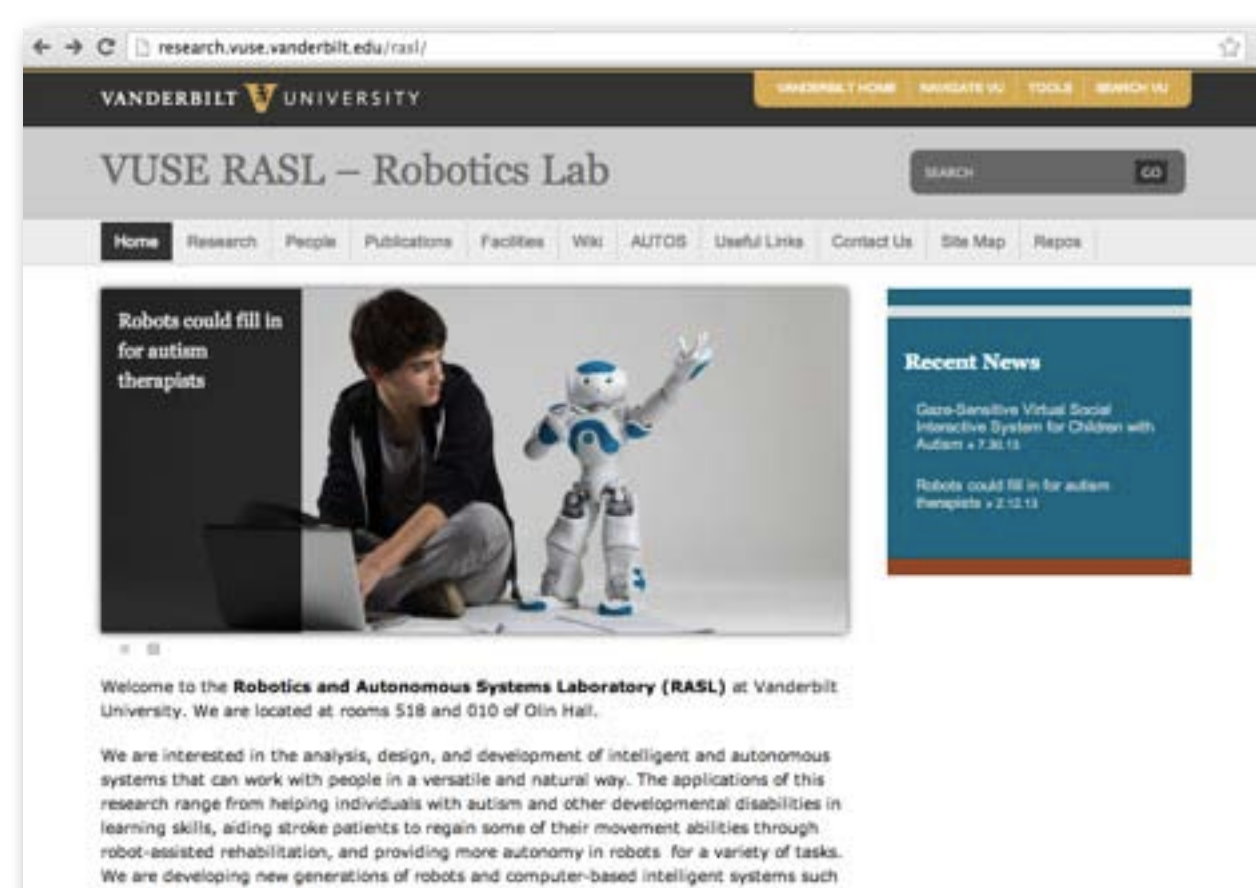 research.vuse.vanderbilt.edu/rasl/
VANDERBILT V UNIVERSITY
VANDERBILT HOME NAVIGATE VU TOOLS SEARCH VU
VUSE RASL – Robotics Lab
SEARCH GO
Home Research People Publications Facilities Wiki AUTOS Useful Links Contact Us Site Map Repos
Robots could fill in
for autism
therapists
Recent News
Gaze-Sensitive Virtual Social
Interactive System for Children with
Autism » 7.30.13
Robots could fill in for autism
therapists » 2.12.13
Welcome to the Robotics and Autonomous Systems Laboratory (RASL) at Vanderbilt
University. We are located at rooms 518 and 010 of Olin Hall.
We are interested in the analysis, design, and development of intelligent and autonomous
systems that can work with people in a versatile and natural way. The applications of this
research range from helping individuals with autism and other developmental disabilities in
learning skills, aiding stroke patients to regain some of their movement abilities through
robot-assisted rehabilitation, and providing more autonomy in robots for a variety of tasks.
We are developing new generations of robots and computer-based intelligent systems such